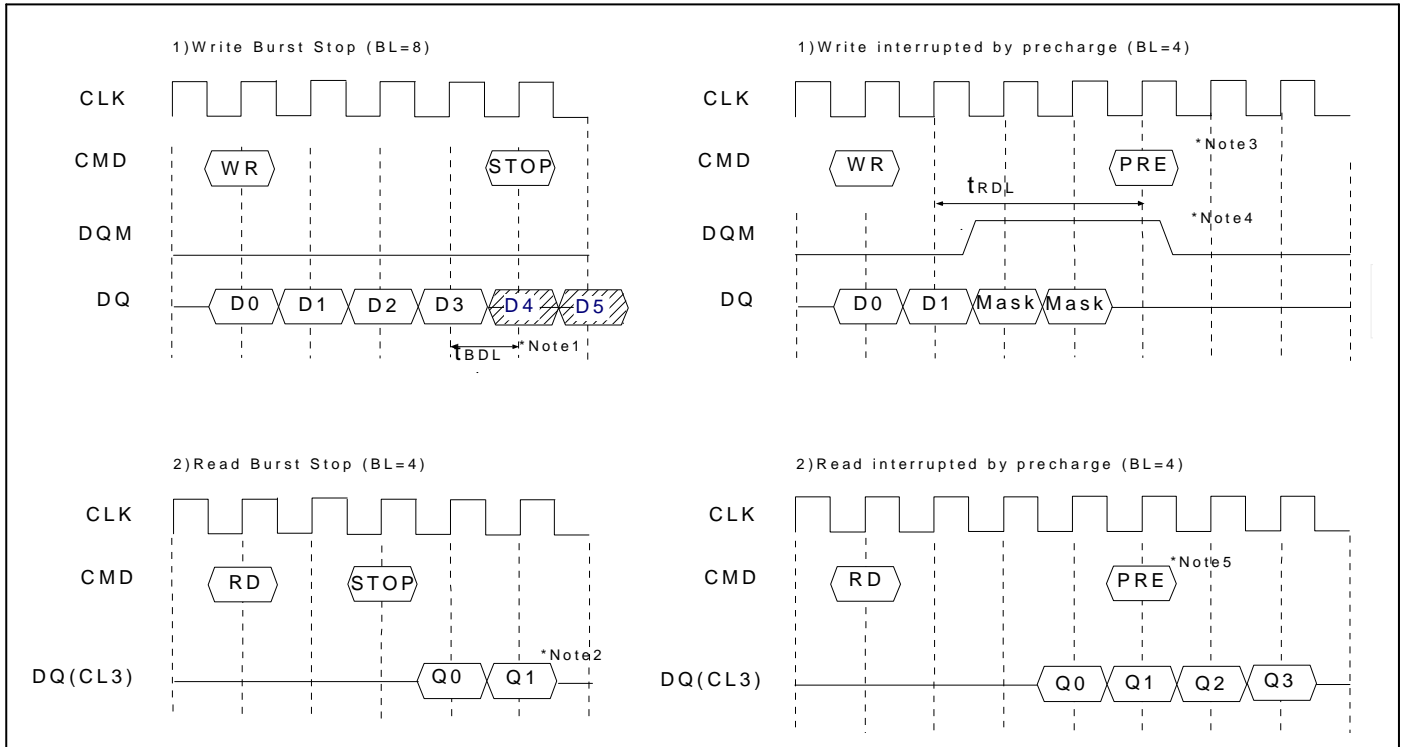 1)Write Burst Stop (BL=8)
CLK
CMD
WR
STOP
DQM
DQ
D0 D1 D2 D3 D4 D5
tBDL
*Note1
1)Write interrupted by precharge (BL=4)
CLK
CMD
WR
PRE
*Note3
tRDL
DQM
*Note4
DQ
D0 D1 Mask Mask
2)Read Burst Stop (BL=4)
CLK
CMD
RD
STOP
*Note2
DQ(CL3)
Q0 Q1
2)Read interrupted by precharge (BL=4)
CLK
CMD
RD
PRE
*Note5
DQ(CL3)
Q0 Q1 Q2 Q3